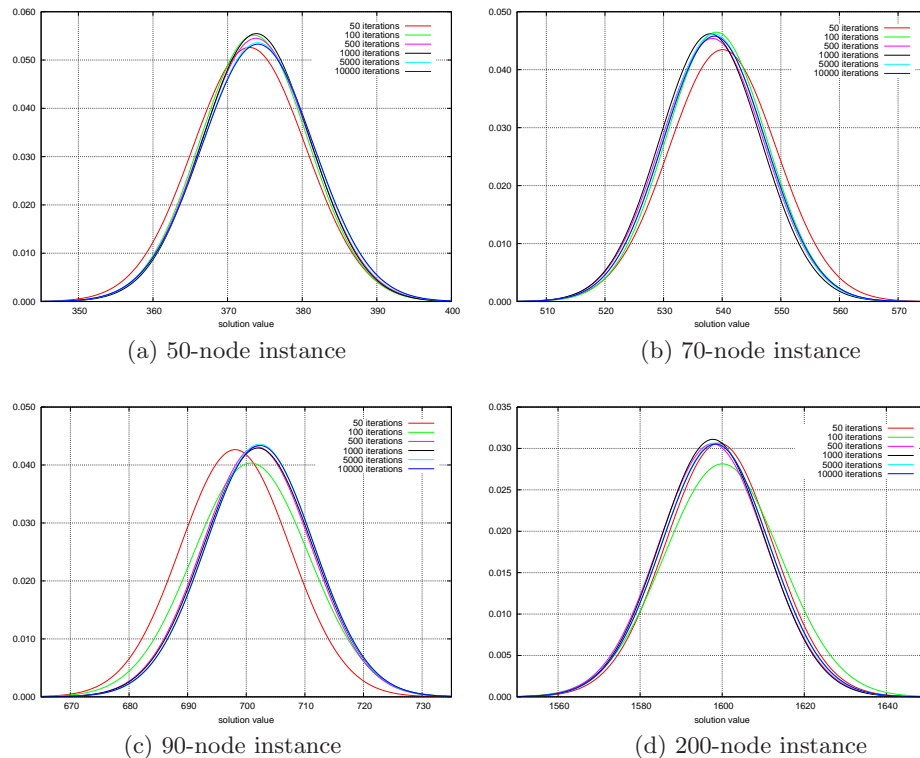 0.060
0.050
0.040
0.030
0.020
0.010
0.000
350 360 370 380 390 400
solution value
50 iterations
100 iterations
500 iterations
1000 iterations
5000 iterations
10000 iterations
(a) 50-node instance
0.050
0.040
0.030
0.020
0.010
0.000
510 520 530 540 550 560 570
solution value
50 iterations
100 iterations
500 iterations
1000 iterations
5000 iterations
10000 iterations
(b) 70-node instance
0.050
0.040
0.030
0.020
0.010
0.000
670 680 690 700 710 720 730
solution value
50 iterations
100 iterations
500 iterations
1000 iterations
5000 iterations
10000 iterations
(c) 90-node instance
0.035
0.030
0.025
0.020
0.015
0.010
0.005
0.000
1560 1580 1600 1620 1640
solution value
50 iterations
100 iterations
500 iterations
1000 iterations
5000 iterations
10000 iterations
(d) 200-node instance